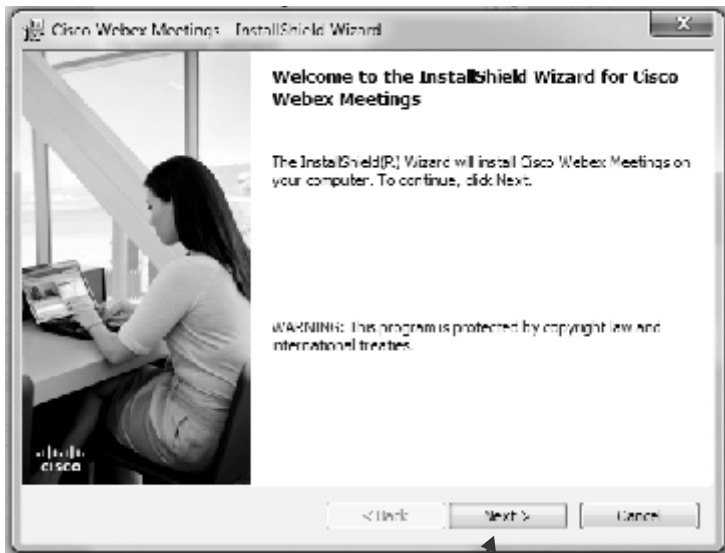 Cisco Webex Meetings - InstallShield Wizard
Welcome to the InstallShield Wizard for Cisco
Webex Meetings
The InstallShield(R) Wizard will install Cisco Webex Meetings on
your computer. To continue, click Next.
WARNING: This program is protected by copyright law and
international treaties.
cisco
< Back
Next >
Cancel